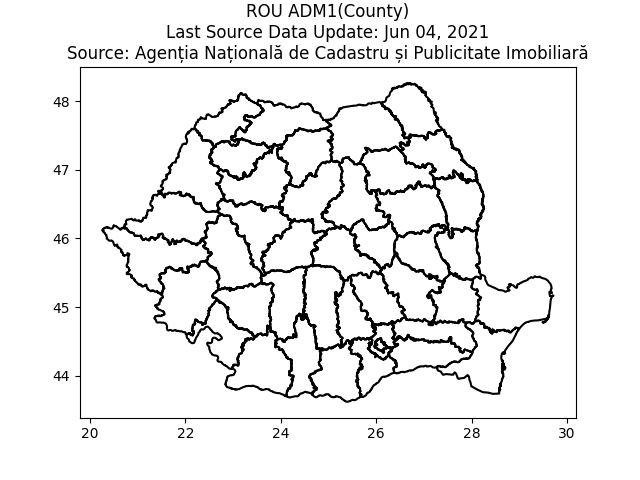 ROU ADM1(County)
Last Source Data Update: Jun 04, 2021
Source: Agenția Națională de Cadastru și Publicitate Imobiliară
48
47
46
45
44
20 22 24 26 28 30